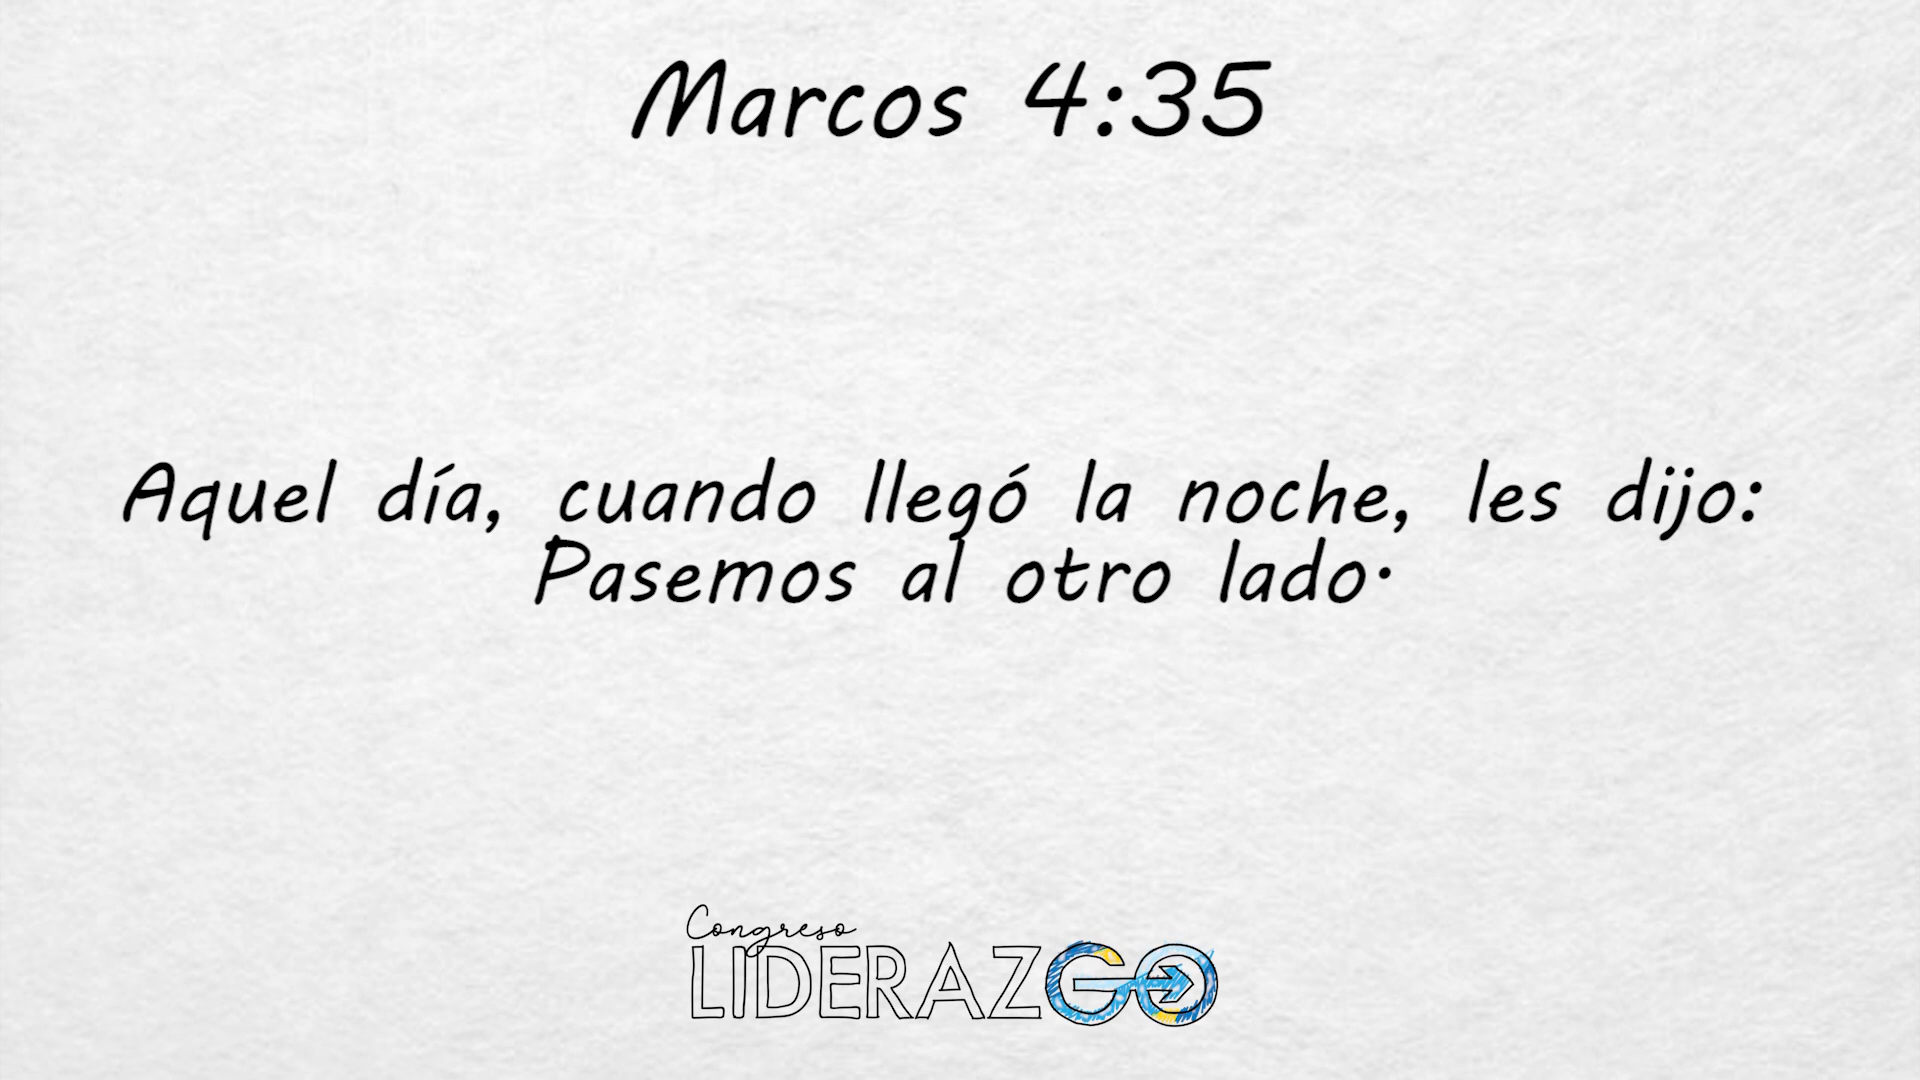 Marcos 4:35
Aquel día, cuando llegó la noche, les dijo:
Pasemos al otro lado.
Congreso
LIDERAZGO